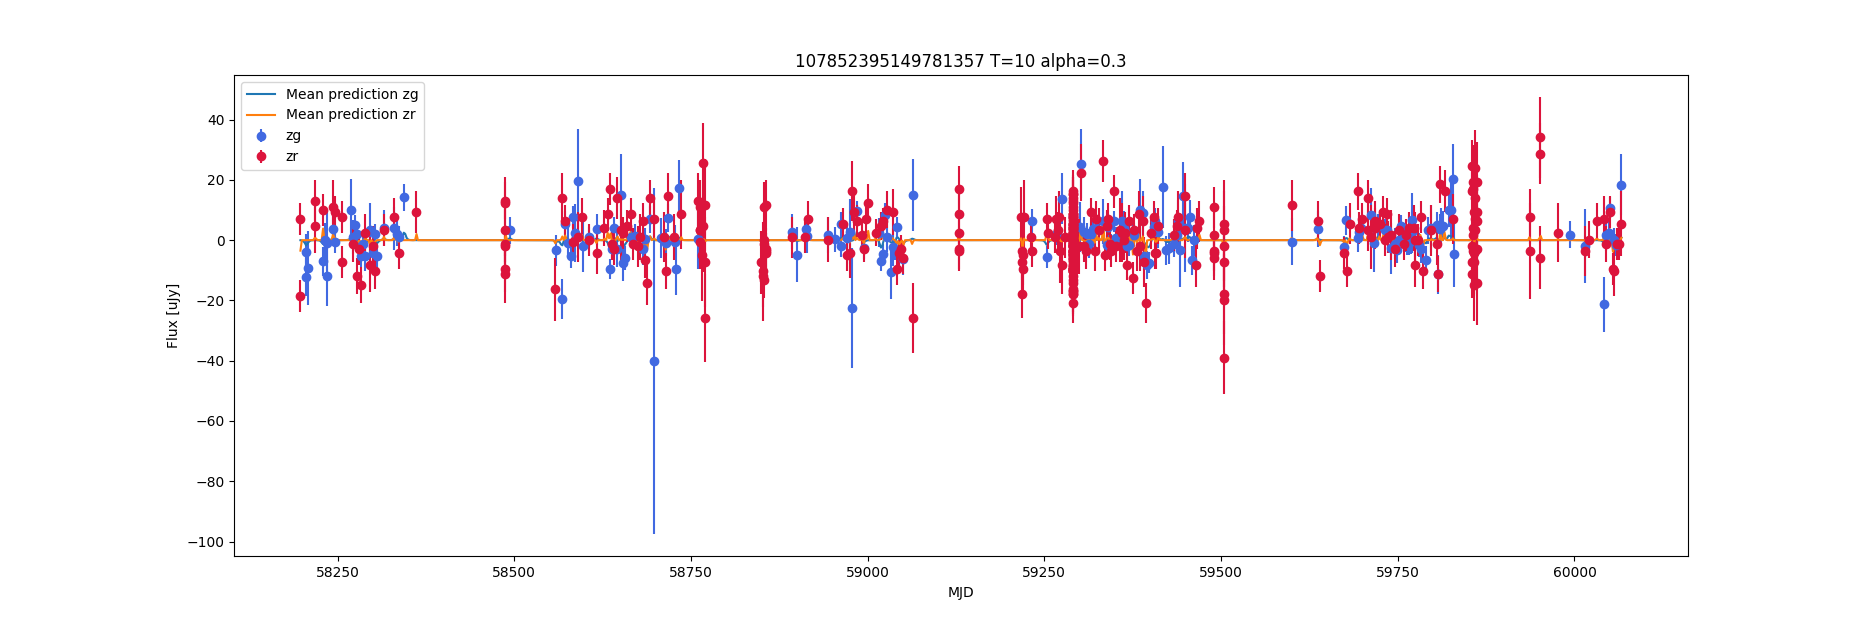 107852395149781357 T=10 alpha=0.3
Mean prediction zg
Mean prediction zr
zg
zr
Flux [uJy]
40
20
0
−20
−40
−60
−80
−100
58250
58500
58750
59000
59250
59500
59750
60000
MJD